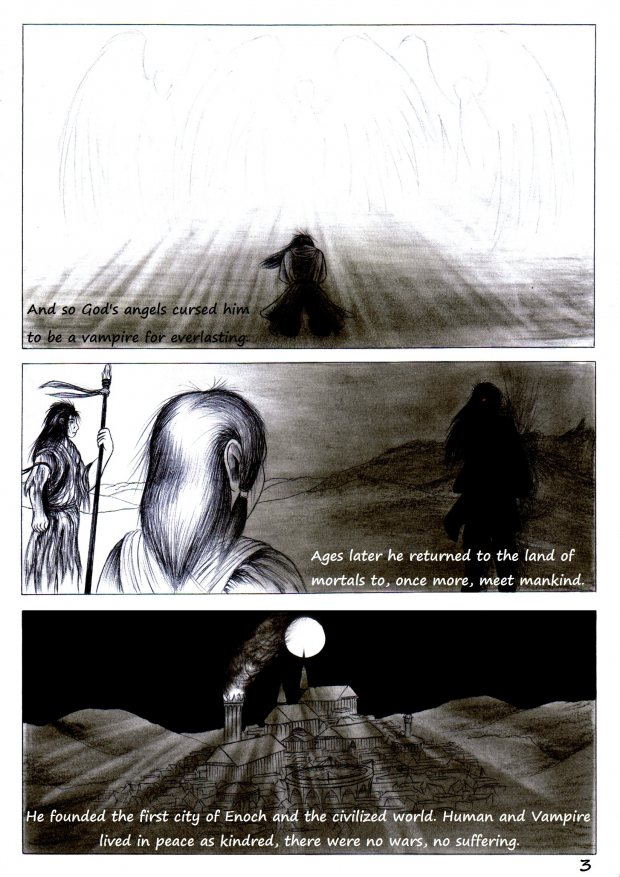 And so God's angels cursed him
to be a vampire for everlasting.
Ages later he returned to the land of
mortals to, once more, meet mankind.
He founded the first city of Enoch and the civilized world. Human and Vampire
lived in peace as kindred, there were no wars, no suffering.
3